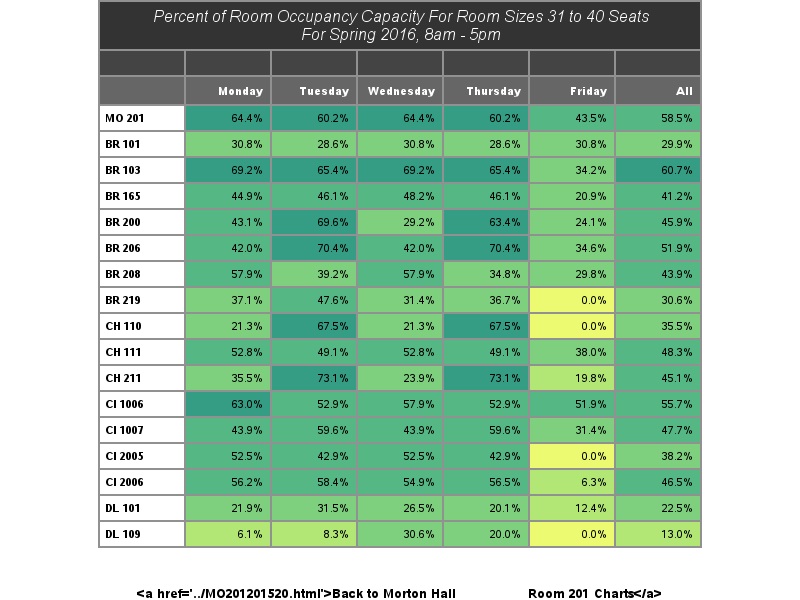 Percent of Room Occupancy Capacity For Room Sizes 31 to 40 Seats
For Spring 2016, 8am - 5pm
Monday Tuesday Wednesday Thursday Friday All
MO 201 64.4% 60.2% 64.4% 60.2% 43.5% 58.5%
BR 101 30.8% 28.6% 30.8% 28.6% 30.8% 29.9%
BR 103 69.2% 65.4% 69.2% 65.4% 34.2% 60.7%
BR 165 44.9% 46.1% 48.2% 46.1% 20.9% 41.2%
BR 200 43.1% 69.6% 29.2% 63.4% 24.1% 45.9%
BR 206 42.0% 70.4% 42.0% 70.4% 34.6% 51.9%
BR 208 57.9% 39.2% 57.9% 34.8% 29.8% 43.9%
BR 219 37.1% 47.6% 31.4% 36.7% 0.0% 30.6%
CH 110 21.3% 67.5% 21.3% 67.5% 0.0% 35.5%
CH 111 52.8% 49.1% 52.8% 49.1% 38.0% 48.3%
CH 211 35.5% 73.1% 23.9% 73.1% 19.8% 45.1%
CI 1006 63.0% 52.9% 57.9% 52.9% 51.9% 55.7%
CI 1007 43.9% 59.6% 43.9% 59.6% 31.4% 47.7%
CI 2005 52.5% 42.9% 52.5% 42.9% 0.0% 38.2%
CI 2006 56.2% 58.4% 54.9% 56.5% 6.3% 46.5%
DL 101 21.9% 31.5% 26.5% 20.1% 12.4% 22.5%
DL 109 6.1% 8.3% 30.6% 20.0% 0.0% 13.0%
<a href='../MO201201520.html'>Back to Morton Hall Room 201 Charts</a>